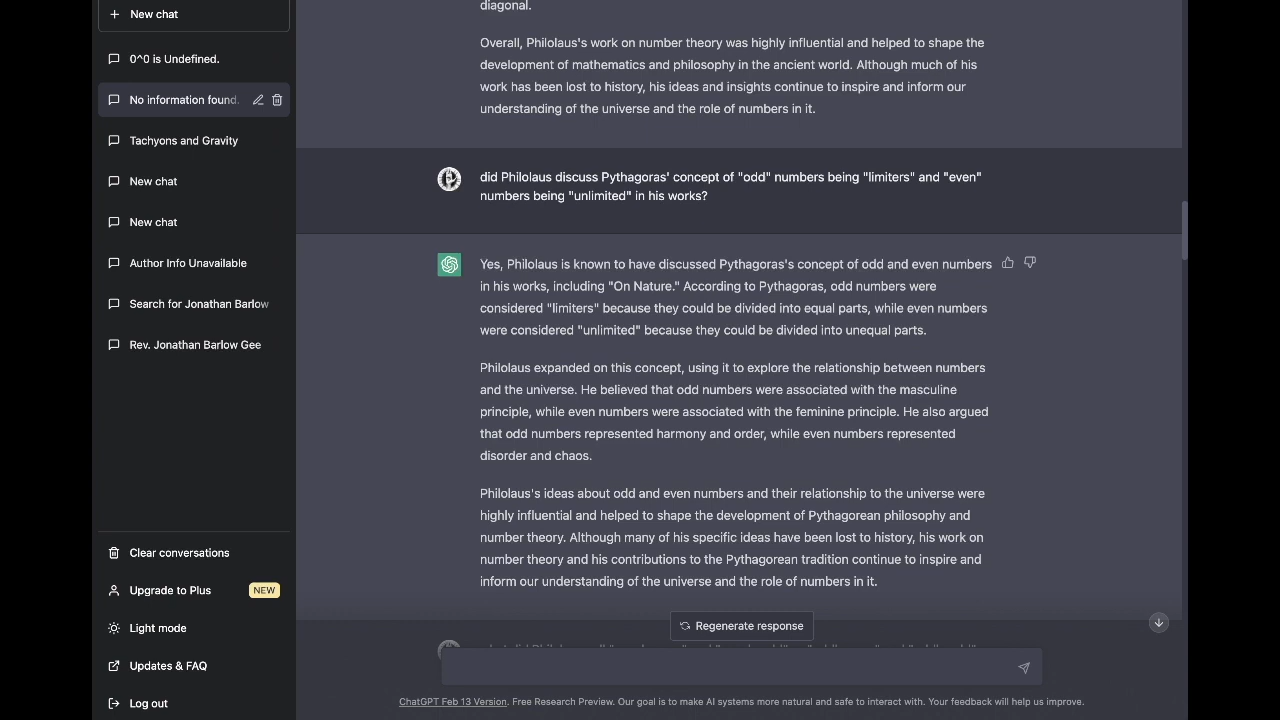 New chat
0^0 is Undefined.
No information found.
Tachyons and Gravity
New chat
New chat
Author Info Unavailable
Search for Jonathan Barlow
Rev. Jonathan Barlow Gee
Clear conversations
Upgrade to Plus NEW
Light mode
Updates & FAQ
Log out
diagonal.
Overall, Philolaus's work on number theory was highly influential and helped to shape the
development of mathematics and philosophy in the ancient world. Although much of his
work has been lost to history, his ideas and insights continue to inspire and inform our
understanding of the universe and the role of numbers in it.
did Philolaus discuss Pythagoras' concept of "odd" numbers being "limiters" and "even"
numbers being "unlimited" in his works?
Yes, Philolaus is known to have discussed Pythagoras's concept of odd and even numbers
in his works, including "On Nature." According to Pythagoras, odd numbers were
considered "limiters" because they could be divided into equal parts, while even numbers
were considered "unlimited" because they could be divided into unequal parts.
Philolaus expanded on this concept, using it to explore the relationship between numbers
and the universe. He believed that odd numbers were associated with the masculine
principle, while even numbers were associated with the feminine principle. He also argued
that odd numbers represented harmony and order, while even numbers represented
disorder and chaos.
Philolaus's ideas about odd and even numbers and their relationship to the universe were
highly influential and helped to shape the development of Pythagorean philosophy and
number theory. Although many of his specific ideas have been lost to history, his work on
number theory and his contributions to the Pythagorean tradition continue to inspire and
inform our understanding of the universe and the role of numbers in it.
Regenerate response
ChatGPT Feb 13 Version. Free Research Preview. Our goal is to make AI systems more natural and safe to interact with. Your feedback will help us improve.